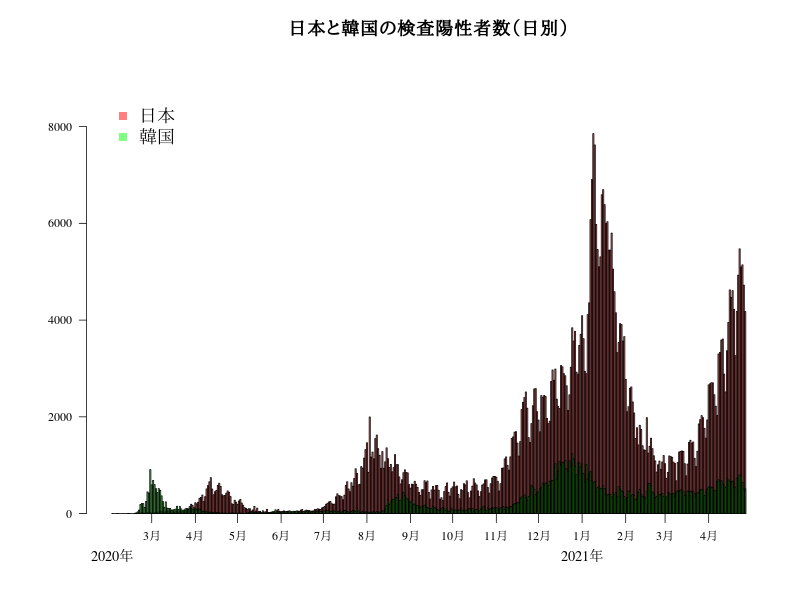 日本と韓国の検査陽性者数(日別)
日本
韓国
8000
6000
4000
2000
0
3月 4月 5月 6月 7月 8月 9月 10月 11月 12月 1月 2月 3月 4月
2020年 2021年